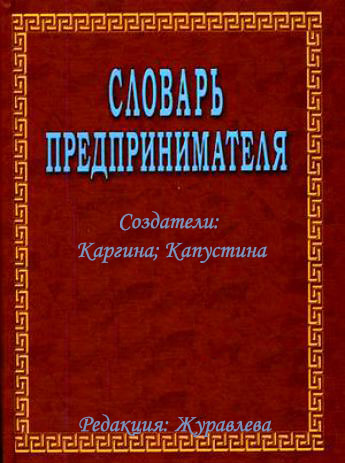 СЛОВАРЬ
ПРЕДПРИНИМАТЕЛЯ
Создатели:
Каргина; Капустина
Редакция: Журавлева